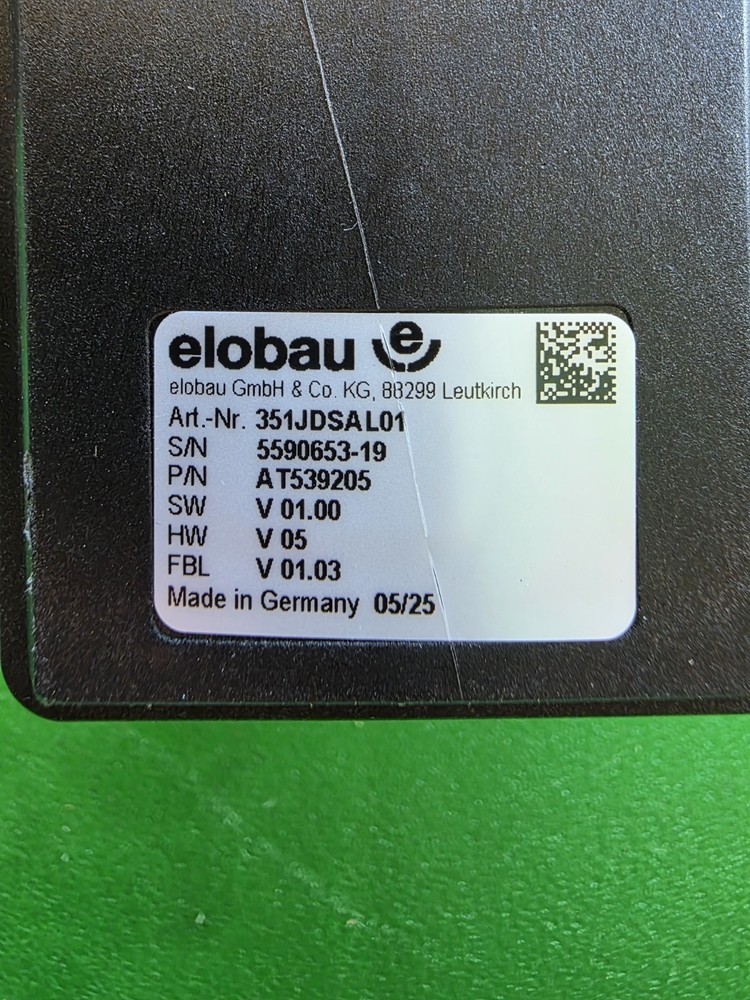 elobau e
elobau GmbH & Co. KG, 88299 Leutkirch
Art.-Nr. 351JDSAL01
S/N 5590653-19
P/N AT539205
SW V 01.00
HW V 05
FBL V 01.03
Made in Germany 05/25